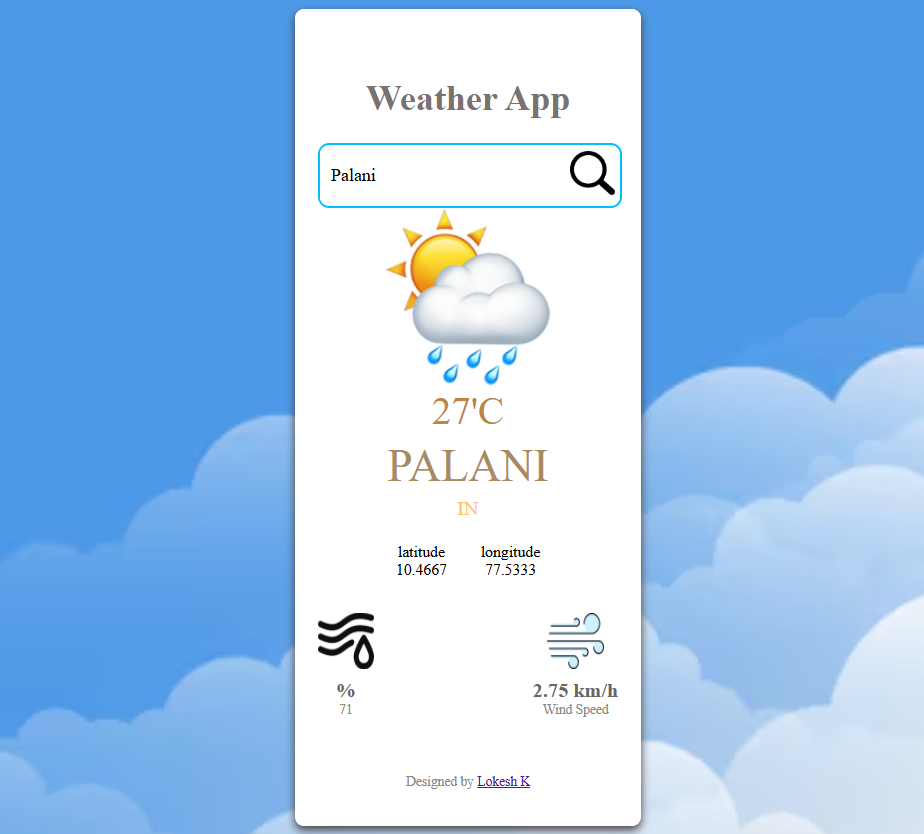 Weather App
Palani
27'C
PALANI
IN
latitude longitude
10.4667 77.5333
% 2.75 km/h
71 Wind Speed
Designed by Lokesh K